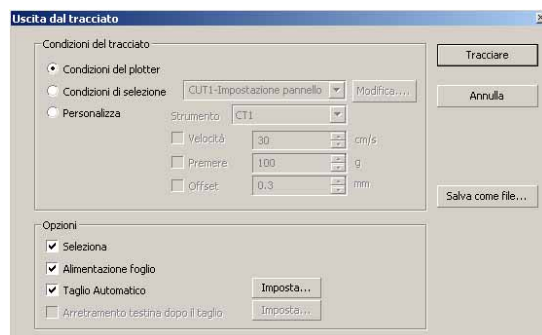 Uscita dal tracciato
Condizioni del tracciato
Condizioni del plotter
Condizioni di selezione CUT1-Impostazione pannello Modifica....
Personalizza Strumento CT1
Velocità 30 cm/s
Premere 100 g
Offset 0.3 mm
Tracciare
Annulla
Salva come file...
Opzioni
Seleziona
Alimentazione foglio
Taglio Automatico Imposta...
Arretramento testina dopo il taglio Imposta...